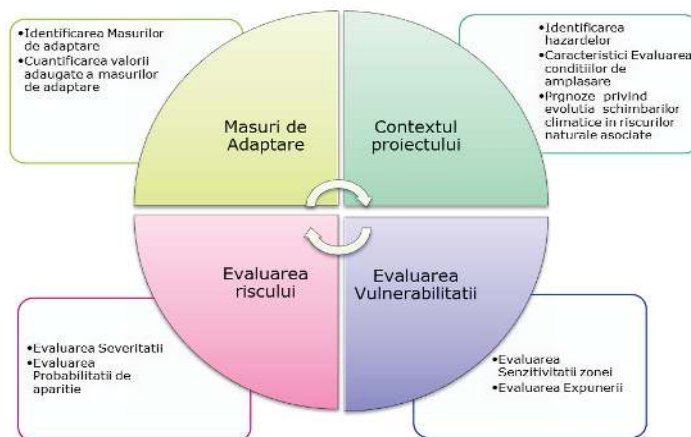 •Identificarea Masurilor
de adaptare
•Cuantificarea valorii
adaugate a masurilor
de adaptare
•Identificarea
hazardelor
•Caracteristici Evaluarea
conditiilor de
amplasare
•Prgnoze privind
evolutia schimbarilor
climatice in riscurilor
naturale asociate
Masuri de
Adaptare
Contextul
proiectului
Evaluarea
riscului
Evaluarea
Vulnerabilitatii
•Evaluarea Severitatii
•Evaluarea
Probabilitatii de
aparitie
•Evaluarea
Senzitivitatii zonei
•Evaluarea Expunerii